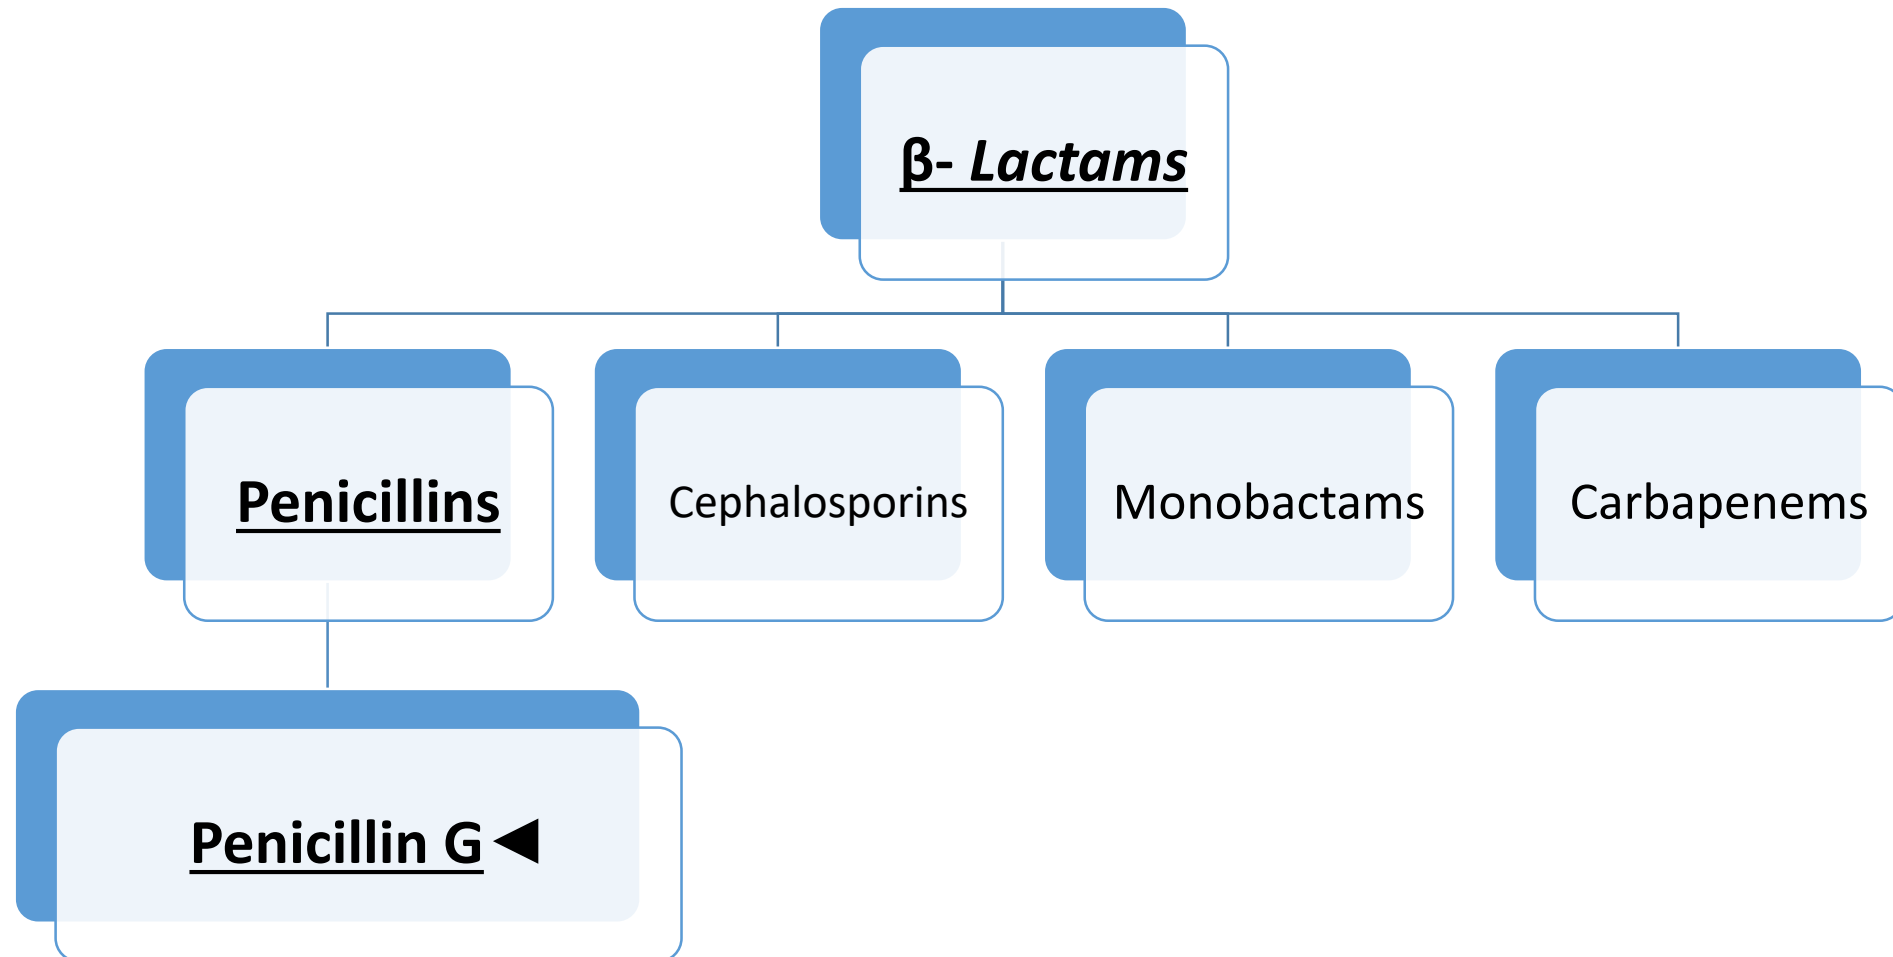 β- Lactams
Penicillins
Cephalosporins
Monobactams
Carbapenems
Penicillin G◀